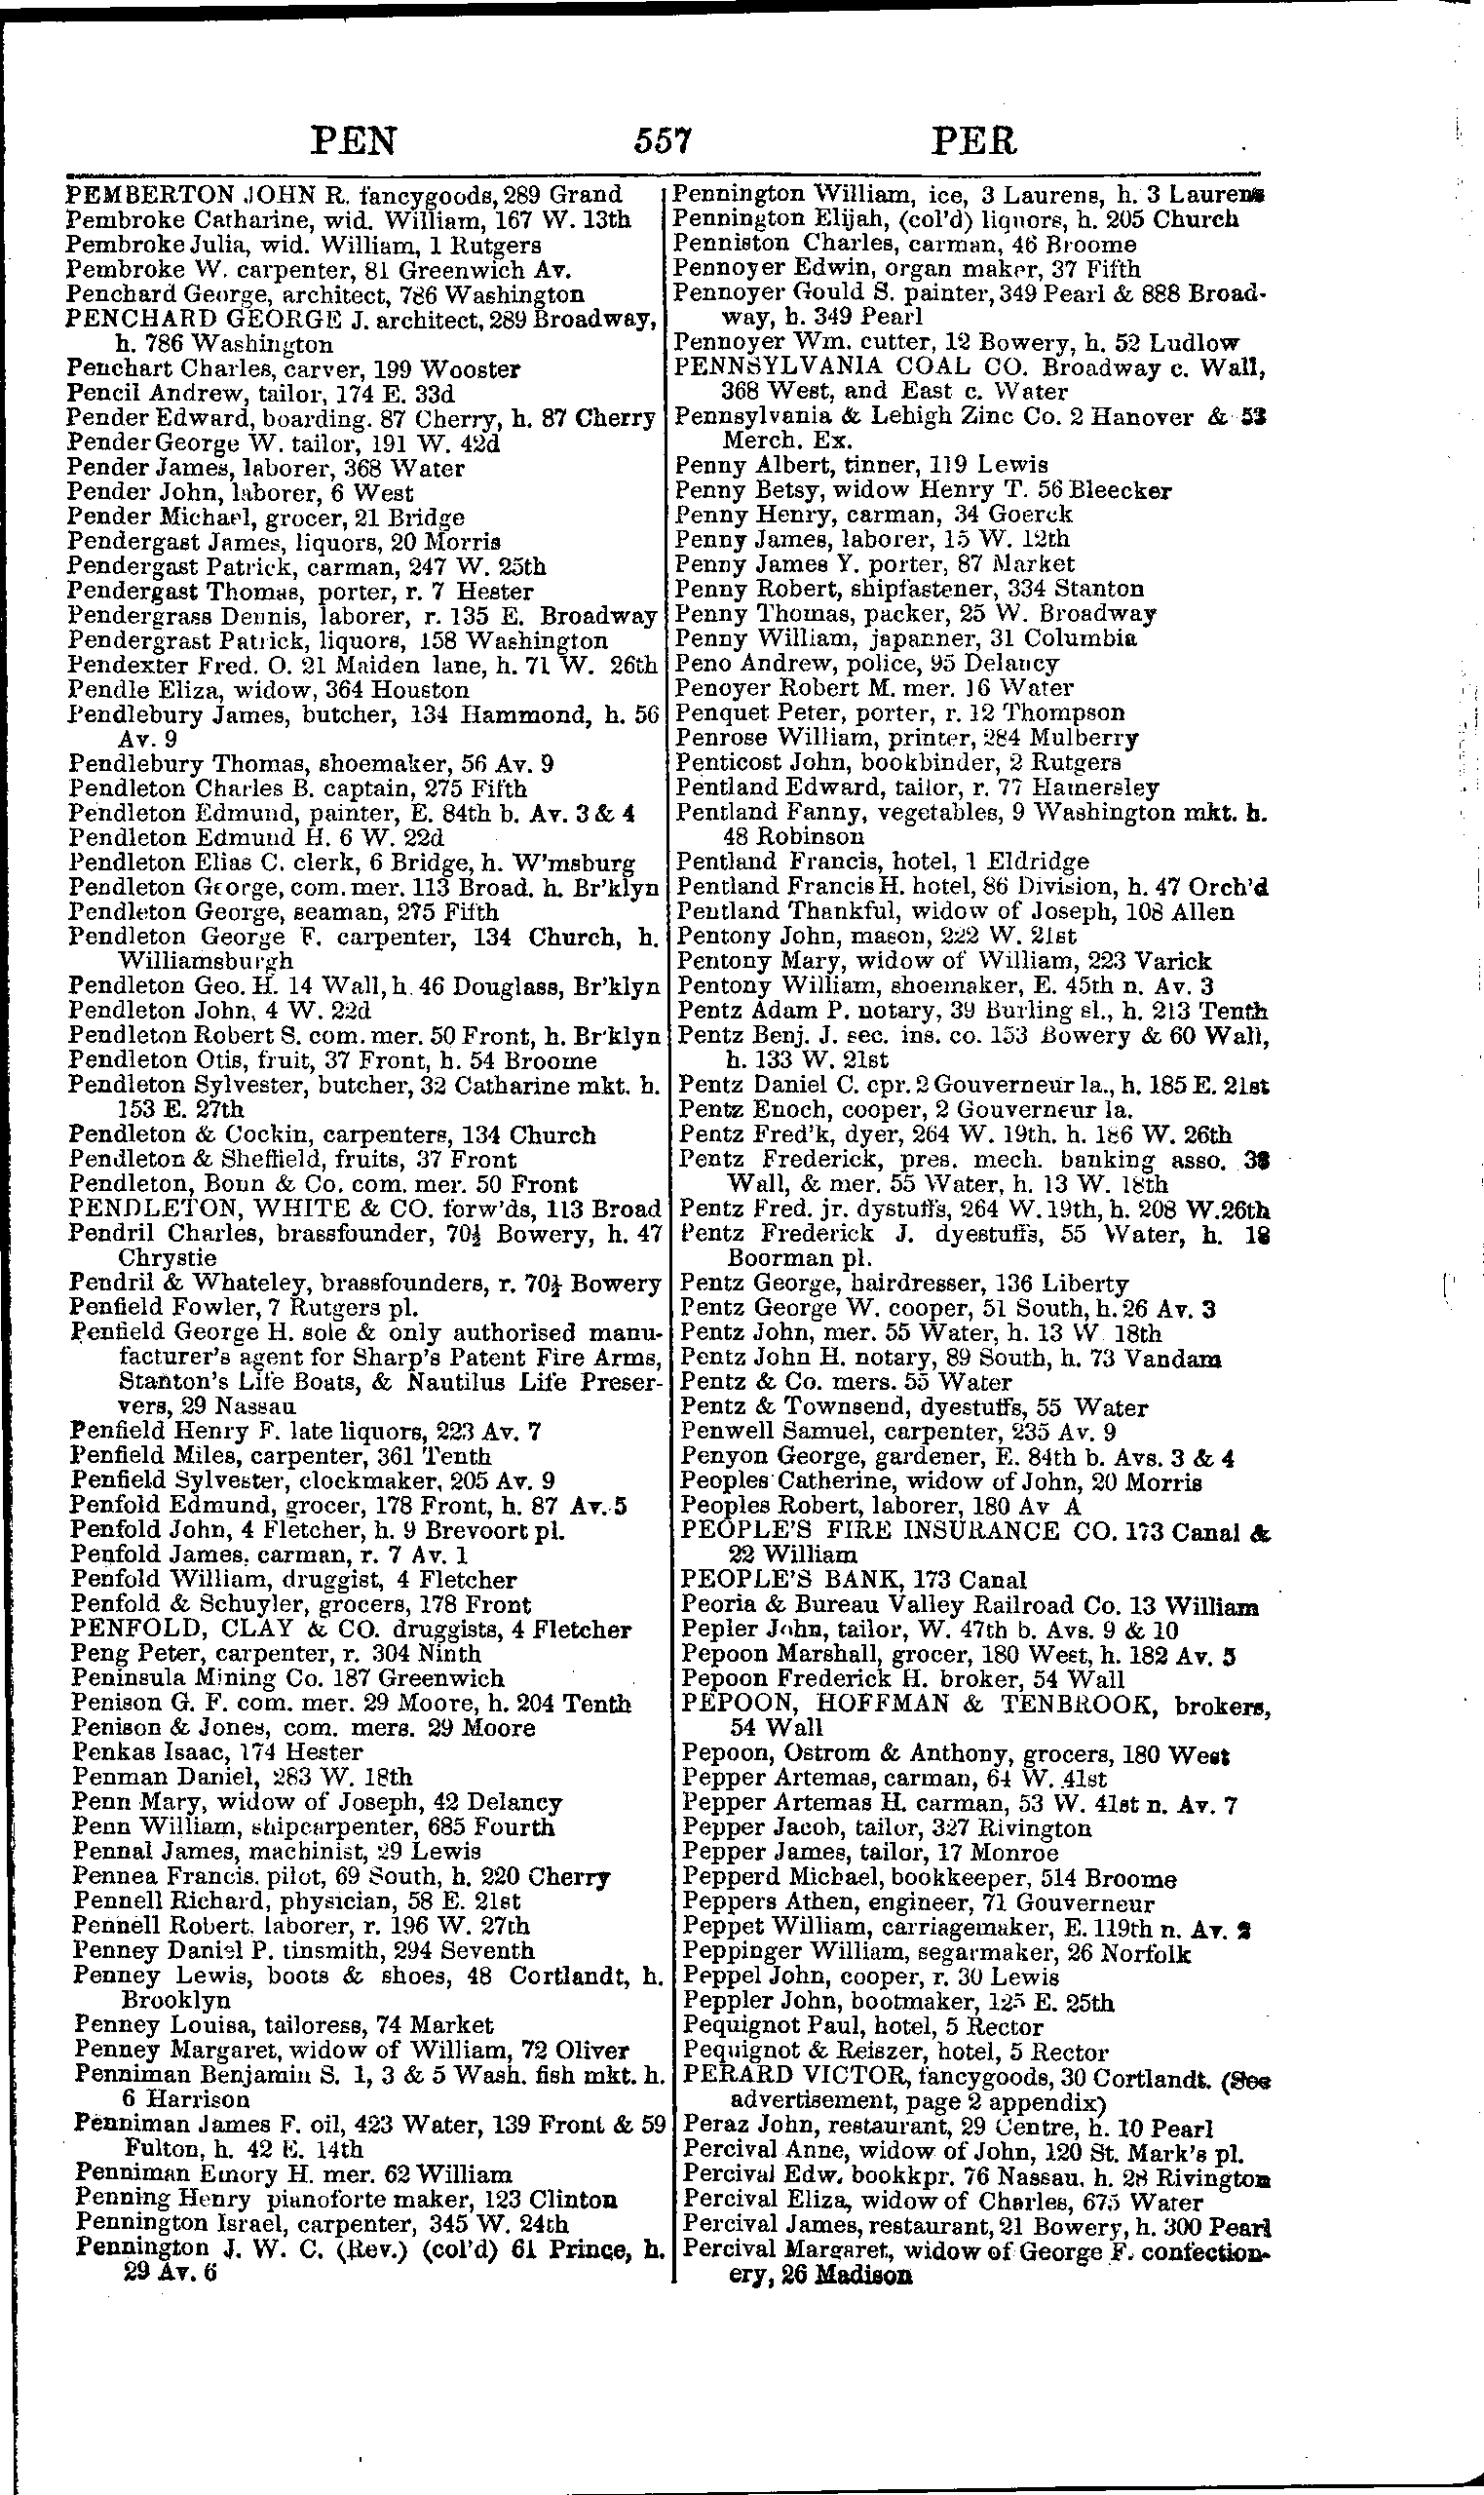 PEN 557 PER
PEMBERTON JOHN R. fancygoods, 289 Grand
Pembroke Catharine, wid. William, 167 W. 13th
Pembroke Julia, wid. William, 1 Rutgers
Pembroke W. carpenter, 81 Greenwich Av.
Penchard George, architect, 786 Washington
PENCHARD GEORGE J. architect, 289 Broadway,
h. 786 Washington
Penchart Charles, carver, 199 Wooster
Pencil Andrew, tailor, 174 E. 33d
Pender Edward, boarding. 87 Cherry, h. 87 Cherry
Pender George W. tailor, 191 W. 42d
Pender James, laborer, 368 Water
Pender John, laborer, 6 West
Pender Michael, grocer, 21 Bridge
Pendergast James, liquors, 20 Morris
Pendergast Patrick, carman, 247 W. 25th
Pendergast Thomas, porter, r. 7 Hester
Pendergrass Dennis, laborer, r. 135 E. Broadway
Pendergrast Patrick, liquors, 158 Washington
Pendexter Fred. O. 21 Maiden lane, h. 71 W. 26th
Pendle Eliza, widow, 364 Houston
Pendlebury James, butcher, 134 Hammond, h. 56
Av. 9
Pendlebury Thomas, shoemaker, 56 Av. 9
Pendleton Charles B. captain, 275 Fifth
Pendleton Edmund, painter, E. 84th b. Av. 3 & 4
Pendleton Edmund H. 6 W. 22d
Pendleton Elias C. clerk, 6 Bridge, h. W'msburg
Pendleton George, com. mer. 113 Broad. h. Br'klyn
Pendleton George, seaman, 275 Fifth
Pendleton George F. carpenter, 134 Church, h.
Williamsburgh
Pendleton Geo. H. 14 Wall, h. 46 Douglass, Br'klyn
Pendleton John, 4 W. 22d
Pendleton Robert S. com. mer. 50 Front, h. Br'klyn
Pendleton Otis, fruit, 37 Front, h. 54 Broome
Pendleton Sylvester, butcher, 32 Catharine mkt. h.
153 E. 27th
Pendleton & Cockin, carpenters, 134 Church
Pendleton & Sheffield, fruits, 37 Front
Pendleton, Bonn & Co. com. mer. 50 Front
PENDLETON, WHITE & CO. forw'ds, 113 Broad
Pendril Charles, brassfounder, 70½ Bowery, h. 47
Chrystie
Pendril & Whateley, brassfounders, r. 70½ Bowery
Penfield Fowler, 7 Rutgers pl.
Penfield George H. sole & only authorised manu-
facturer's agent for Sharp's Patent Fire Arms,
Stanton's Life Boats, & Nautilus Life Preser-
vers, 29 Nassau
Penfield Henry F. late liquors, 223 Av. 7
Penfield Miles, carpenter, 361 Tenth
Penfield Sylvester, clockmaker, 205 Av. 9
Penfold Edmund, grocer, 178 Front, h. 87 Av. 5
Penfold John, 4 Fletcher, h. 9 Brevoort pl.
Penfold James, carman, r. 7 Av. 1
Penfold William, druggist, 4 Fletcher
Penfold & Schuyler, grocers, 178 Front
PENFOLD, CLAY & CO. druggists, 4 Fletcher
Peng Peter, carpenter, r. 304 Ninth
Peninsula Mining Co. 187 Greenwich
Penison G. F. com. mer. 29 Moore, h. 204 Tenth
Penison & Jones, com. mers. 29 Moore
Penkas Isaac, 174 Hester
Penman Daniel, 283 W. 18th
Penn Mary, widow of Joseph, 42 Delancy
Penn William, shipcarpenter, 685 Fourth
Pennal James, machinist, 29 Lewis
Pennea Francis. pilot, 69 South, h. 220 Cherry
Pennell Richard, physician, 58 E. 21st
Pennell Robert. laborer, r. 196 W. 27th
Penney Daniel P. tinsmith, 294 Seventh
Penney Lewis, boots & shoes, 48 Cortlandt, h.
Brooklyn
Penney Louisa, tailoress, 74 Market
Penney Margaret, widow of William, 72 Oliver
Penniman Benjamin S. 1, 3 & 5 Wash. fish mkt. h.
6 Harrison
Penniman James F. oil, 423 Water, 139 Front & 59
Fulton, h. 42 E. 14th
Penniman Emory H. mer. 62 William
Penning Henry pianoforte maker, 123 Clinton
Pennington Israel, carpenter, 345 W. 24th
Pennington J. W. C. (Rev.) (col'd) 61 Prince, h.
29 Av. 6
Pennington William, ice, 3 Laurens, h. 3 Laurens
Pennington Elijah, (col'd) liquors, h. 205 Church
Penniston Charles, carman, 46 Broome
Pennoyer Edwin, organ maker, 37 Fifth
Pennoyer Gould S. painter, 349 Pearl & 888 Broad-
way, h. 349 Pearl
Pennoyer Wm. cutter, 12 Bowery, h. 52 Ludlow
PENNSYLVANIA COAL CO. Broadway c. Wall,
368 West, and East c. Water
Pennsylvania & Lehigh Zinc Co. 2 Hanover & 53
Merch. Ex.
Penny Albert, tinner, 119 Lewis
Penny Betsy, widow Henry T. 56 Bleecker
Penny Henry, carman, 34 Goerck
Penny James, laborer, 15 W. 12th
Penny James Y. porter, 87 Market
Penny Robert, shipfastener, 334 Stanton
Penny Thomas, packer, 25 W. Broadway
Penny William, japanner, 31 Columbia
Peno Andrew, police, 95 Delancy
Penoyer Robert M. mer. 16 Water
Penquet Peter, porter, r. 12 Thompson
Penrose William, printer, 284 Mulberry
Penticost John, bookbinder, 2 Rutgers
Pentland Edward, tailor, r. 77 Hamersley
Pentland Fanny, vegetables, 9 Washington mkt. h.
48 Robinson
Pentland Francis, hotel, 1 Eldridge
Pentland Francis H. hotel, 86 Division, h. 47 Orch'd
Pentland Thankful, widow of Joseph, 108 Allen
Pentony John, mason, 222 W. 21st
Pentony Mary, widow of William, 223 Varick
Pentony William, shoemaker, E. 45th n. Av. 3
Pentz Adam P. notary, 39 Burling sl., h. 213 Tenth
Pentz Benj. J. sec. ins. co. 153 Bowery & 60 Wall,
h. 133 W. 21st
Pentz Daniel C. cpr. 2 Gouverneur la., h. 185 E. 21st
Pentz Enoch, cooper, 2 Gouverneur la.
Pentz Fred'k, dyer, 264 W. 19th. h. 186 W. 26th
Pentz Frederick, pres. mech. banking asso. 38
Wall, & mer. 55 Water, h. 13 W. 18th
Pentz Fred. jr. dystuffs, 264 W. 19th, h. 208 W. 26th
Pentz Frederick J. dyestuffs, 55 Water, h. 18
Boorman pl.
Pentz George, hairdresser, 136 Liberty
Pentz George W. cooper, 51 South, h. 26 Av. 3
Pentz John, mer. 55 Water, h. 13 W 18th
Pentz John H. notary, 89 South, h. 73 Vandam
Pentz & Co. mers. 55 Water
Pentz & Townsend, dyestuffs, 55 Water
Penwell Samuel, carpenter, 235 Av. 9
Penyon George, gardener, E. 84th b. Avs. 3 & 4
Peoples Catherine, widow of John, 20 Morris
Peoples Robert, laborer, 180 Av A
PEOPLE'S FIRE INSURANCE CO. 173 Canal &
22 William
PEOPLE'S BANK, 173 Canal
Peoria & Bureau Valley Railroad Co. 13 William
Pepler John, tailor, W. 47th b. Avs. 9 & 10
Pepoon Marshall, grocer, 180 West, h. 182 Av. 5
Pepoon Frederick H. broker, 54 Wall
PEPOON, HOFFMAN & TENBROOK, brokers,
54 Wall
Pepoon, Ostrom & Anthony, grocers, 180 West
Pepper Artemas, carman, 64 W. 41st
Pepper Artemas H. carman, 53 W. 41st n. Av. 7
Pepper Jacob, tailor, 327 Rivington
Pepper James, tailor, 17 Monroe
Pepperd Michael, bookkeeper, 514 Broome
Peppers Athen, engineer, 71 Gouverneur
Peppet William, carriagemaker, E. 119th n. Av. 2
Peppinger William, segarmaker, 26 Norfolk
Peppel John, cooper, r. 30 Lewis
Peppler John, bootmaker, 125 E. 25th
Pequignot Paul, hotel, 5 Rector
Pequignot & Reiszer, hotel, 5 Rector
PERARD VICTOR, fancygoods, 30 Cortlandt. (See
advertisement, page 2 appendix)
Peraz John, restaurant, 29 Centre, h. 10 Pearl
Percival Anne, widow of John, 120 St. Mark's pl.
Percival Edw. bookkpr. 76 Nassau, h. 28 Rivington
Percival Eliza, widow of Charles, 675 Water
Percival James, restaurant, 21 Bowery, h. 300 Pearl
Percival Margaret, widow of George F. confection-
ery, 26 Madison